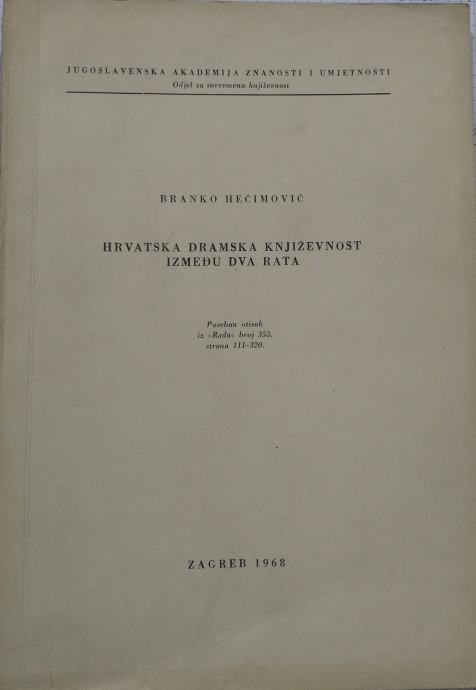 JUGOSLAVENSKA AKADEMIJA ZNANOSTI I UMJETNOSTI
Odjel za suvremenu književnost
BRANKO HEĆIMOVIĆ
HRVATSKA DRAMSKA KNJIŽEVNOST
IZMEĐU DVA RATA
Poseban otisak
iz »Rada« broj 353,
strana 111–320.
ZAGREB 1968